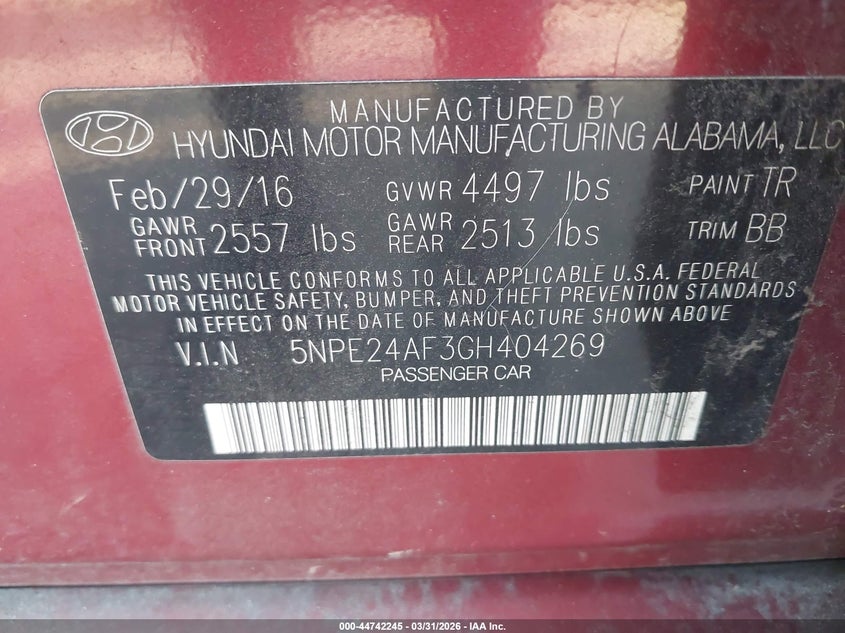 MANUFACTURED BY
HYUNDAI MOTOR MANUFACTURING ALABAMA, LLC
Feb/29/16 GVWR 4497 lbs PAINT TR
GAWR FRONT 2557 lbs GAWR REAR 2513 lbs TRIM BB
THIS VEHICLE CONFORMS TO ALL APPLICABLE U.S.A. FEDERAL
MOTOR VEHICLE SAFETY, BUMPER, AND THEFT PREVENTION STANDARDS
IN EFFECT ON THE DATE OF MANUFACTURE SHOWN ABOVE
V.I.N 5NPE24AF3GH404269
PASSENGER CAR
000-44742245 - 03/31/2026 - IAA Inc.